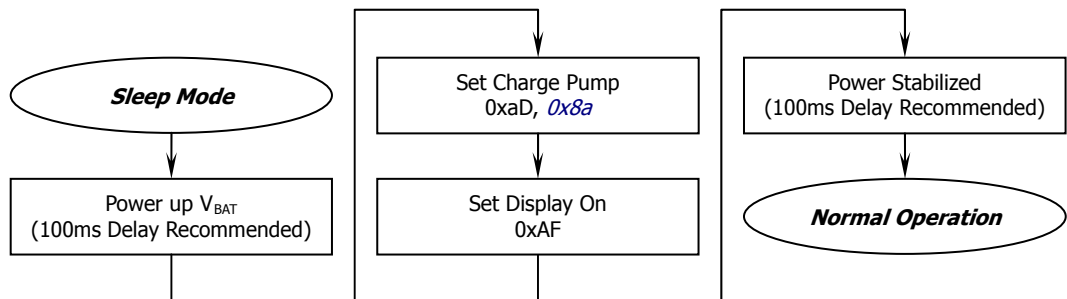 Sleep Mode
Power up VBAT
(100ms Delay Recommended)
Set Charge Pump
0xaD, 0x8a
Set Display On
0xAF
Power Stabilized
(100ms Delay Recommended)
Normal Operation